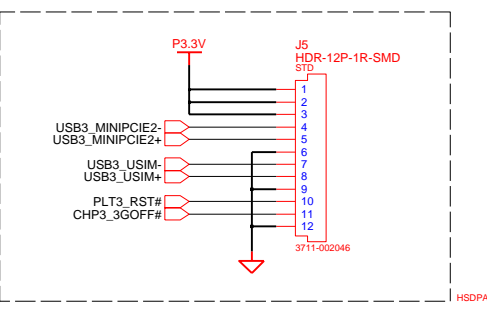 P3.3V
J5
HDR-12P-1R-SMD
STD
1
2
3
USB3_MINIPCIE2- 4
USB3_MINIPCIE2+ 5
6
USB3_USIM- 7
USB3_USIM+ 8
9
PLT3_RST# 10
CHP3_3GOFF# 11
12
3711-002046
HSDPA